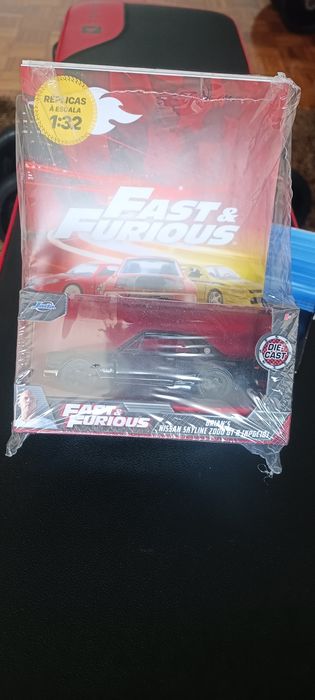 RÉPLICAS
À ESCALA
1:32
FAST &
FURIOUS
DIE-
CAST
FAST &
FURIOUS
BRIAN'S
NISSAN SKYLINE 2000 GT-R (KPGC10)